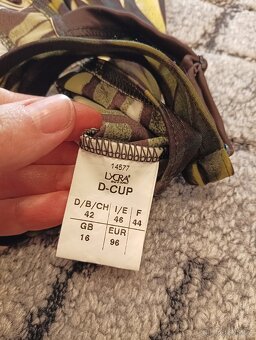 14577
LYCRA
D-CUP
D/B/CH I/E F
42 46 44
GB EUR
16 96